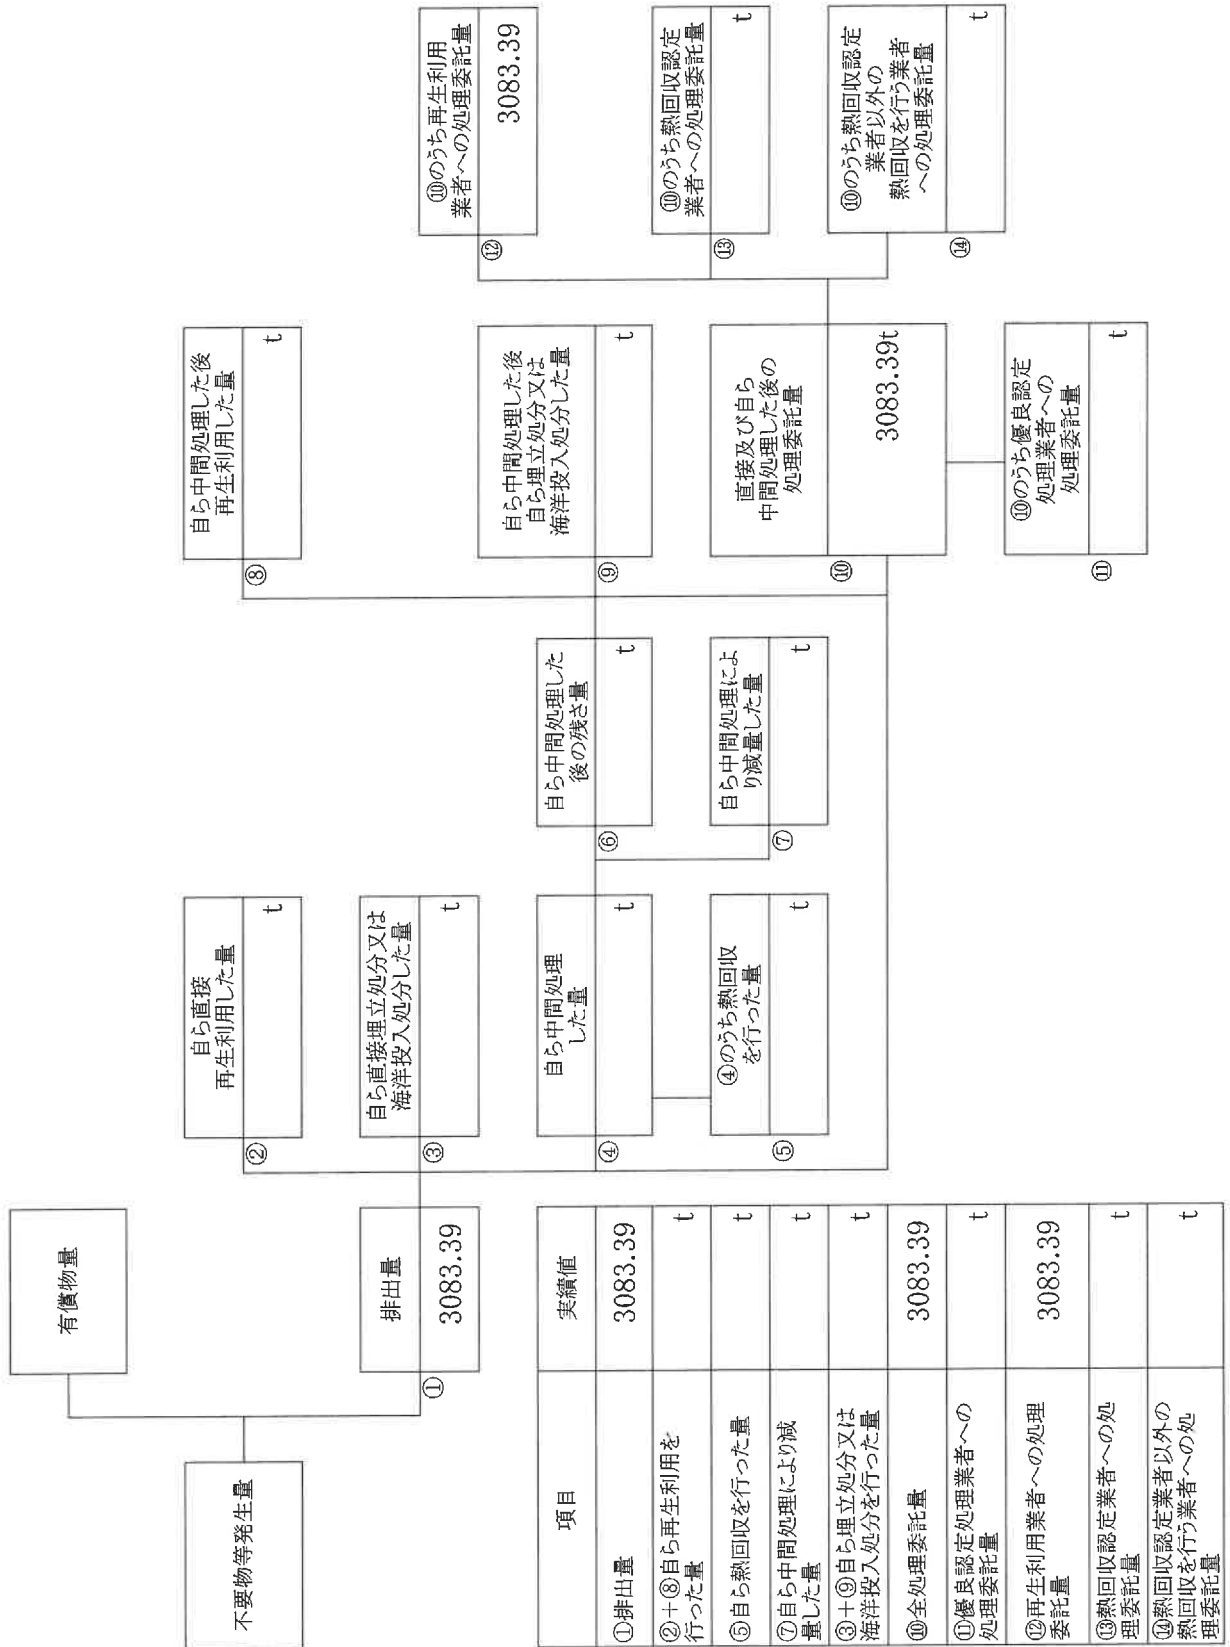 不要物等発生量
有償物量
排出量
①
3083.39
自ら直接
再生利用した量
②
t
自ら直接埋立処分又は
海洋投入処分した量
③
t
自ら中間処理
した量
④
t
④のうち熱回収
を行った量
⑤
t
自ら中間処理した
後の残さ量
⑥
t
自ら中間処理によ
り減量した量
⑦
t
自ら中間処理した後
再生利用した量
⑧
t
自ら中間処理した後
自ら埋立処分又は
海洋投入処分した量
⑨
t
直接及び自ら
中間処理した後の
処理委託量
⑩
3083.39t
⑩のうち優良認定
処理業者への
処理委託量
⑪
t
⑩のうち再生利用
業者への処理委託量
⑫
3083.39
⑩のうち熱回収認定
業者への処理委託量
⑬
t
⑩のうち熱回収認定
業者以外の
熱回収を行う業者
への処理委託量
⑭
t
項目
実績値
①排出量
3083.39
②+⑧自ら再生利用を
行った量
t
⑤自ら熱回収を行った量
t
⑦自ら中間処理により減
量した量
t
③+⑨自ら埋立処分又は
海洋投入処分を行った量
t
⑩全処理委託量
3083.39
⑪優良認定処理業者への
処理委託量
t
⑫再生利用業者への処理
委託量
3083.39
⑬熱回収認定業者への処
理委託量
t
⑭熱回収認定業者以外の
熱回収を行う業者への処
理委託量
t